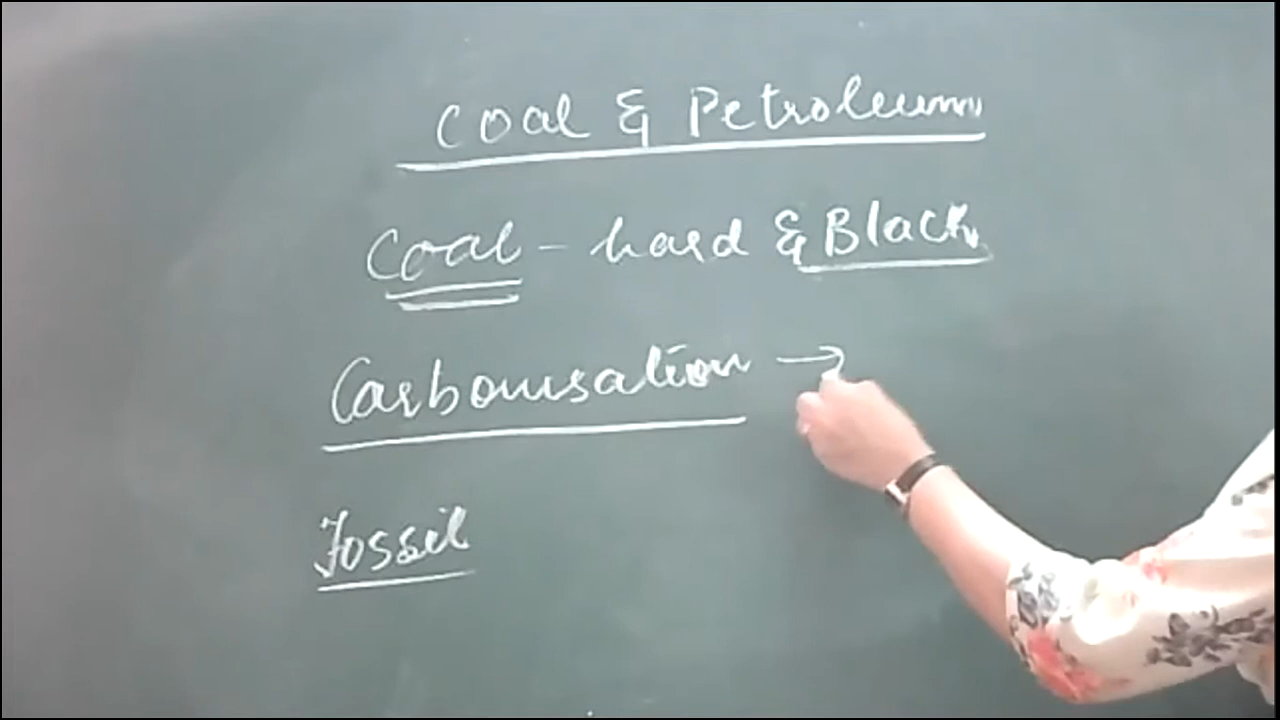 Coal & Petroleum
Coal - hard & Black
Carbonisation →
Fossil